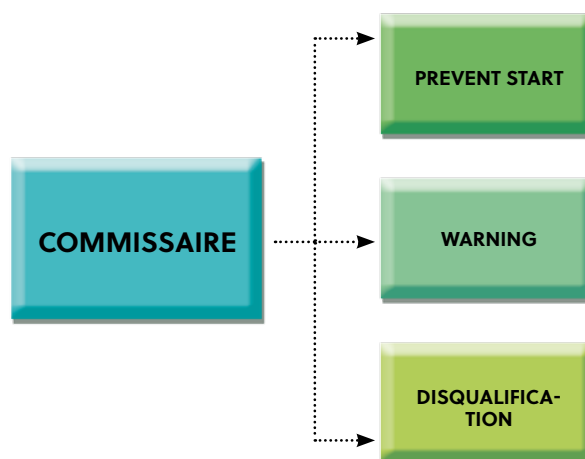 COMMISSAIRE
PREVENT START
WARNING
DISQUALIFICA-
TION